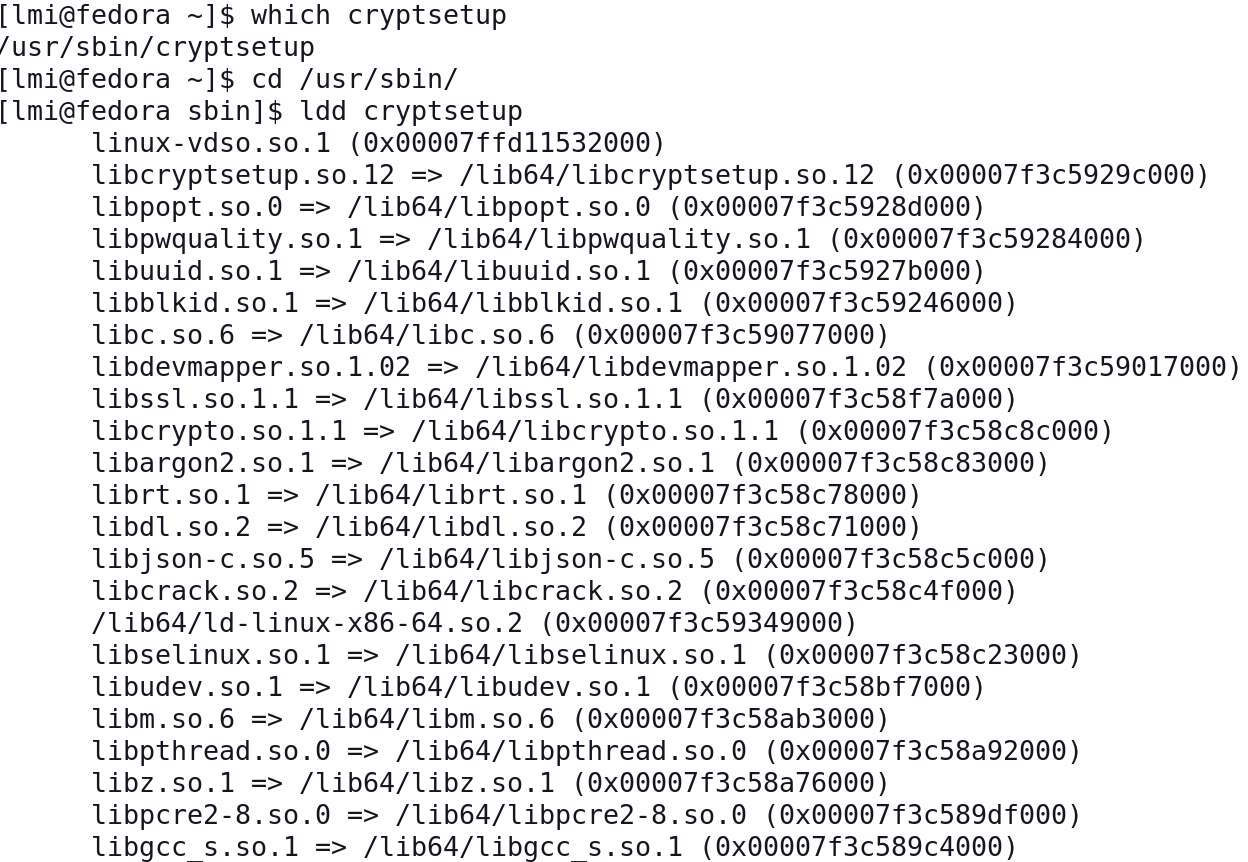 [lmi@fedora ~]$ which cryptsetup
/usr/sbin/cryptsetup
[lmi@fedora ~]$ cd /usr/sbin/
[lmi@fedora sbin]$ ldd cryptsetup
linux-vdso.so.1 (0x00007ffd11532000)
libcryptsetup.so.12 => /lib64/libcryptsetup.so.12 (0x00007f3c5929c000)
libpopt.so.0 => /lib64/libpopt.so.0 (0x00007f3c5928d000)
libpwquality.so.1 => /lib64/libpwquality.so.1 (0x00007f3c59284000)
libuuid.so.1 => /lib64/libuuid.so.1 (0x00007f3c5927b000)
libblkid.so.1 => /lib64/libblkid.so.1 (0x00007f3c59246000)
libc.so.6 => /lib64/libc.so.6 (0x00007f3c59077000)
libdevmapper.so.1.02 => /lib64/libdevmapper.so.1.02 (0x00007f3c59017000)
libssl.so.1.1 => /lib64/libssl.so.1.1 (0x00007f3c58f7a000)
libcrypto.so.1.1 => /lib64/libcrypto.so.1.1 (0x00007f3c58c8c000)
libargon2.so.1 => /lib64/libargon2.so.1 (0x00007f3c58c83000)
librt.so.1 => /lib64/librt.so.1 (0x00007f3c58c78000)
libdl.so.2 => /lib64/libdl.so.2 (0x00007f3c58c71000)
libjson-c.so.5 => /lib64/libjson-c.so.5 (0x00007f3c58c5c000)
libcrack.so.2 => /lib64/libcrack.so.2 (0x00007f3c58c4f000)
/lib64/ld-linux-x86-64.so.2 (0x00007f3c59349000)
libselinux.so.1 => /lib64/libselinux.so.1 (0x00007f3c58c23000)
libudev.so.1 => /lib64/libudev.so.1 (0x00007f3c58bf7000)
libm.so.6 => /lib64/libm.so.6 (0x00007f3c58ab3000)
libpthread.so.0 => /lib64/libpthread.so.0 (0x00007f3c58a92000)
libz.so.1 => /lib64/libz.so.1 (0x00007f3c58a76000)
libpcre2-8.so.0 => /lib64/libpcre2-8.so.0 (0x00007f3c589df000)
libgcc_s.so.1 => /lib64/libgcc_s.so.1 (0x00007f3c589c4000)